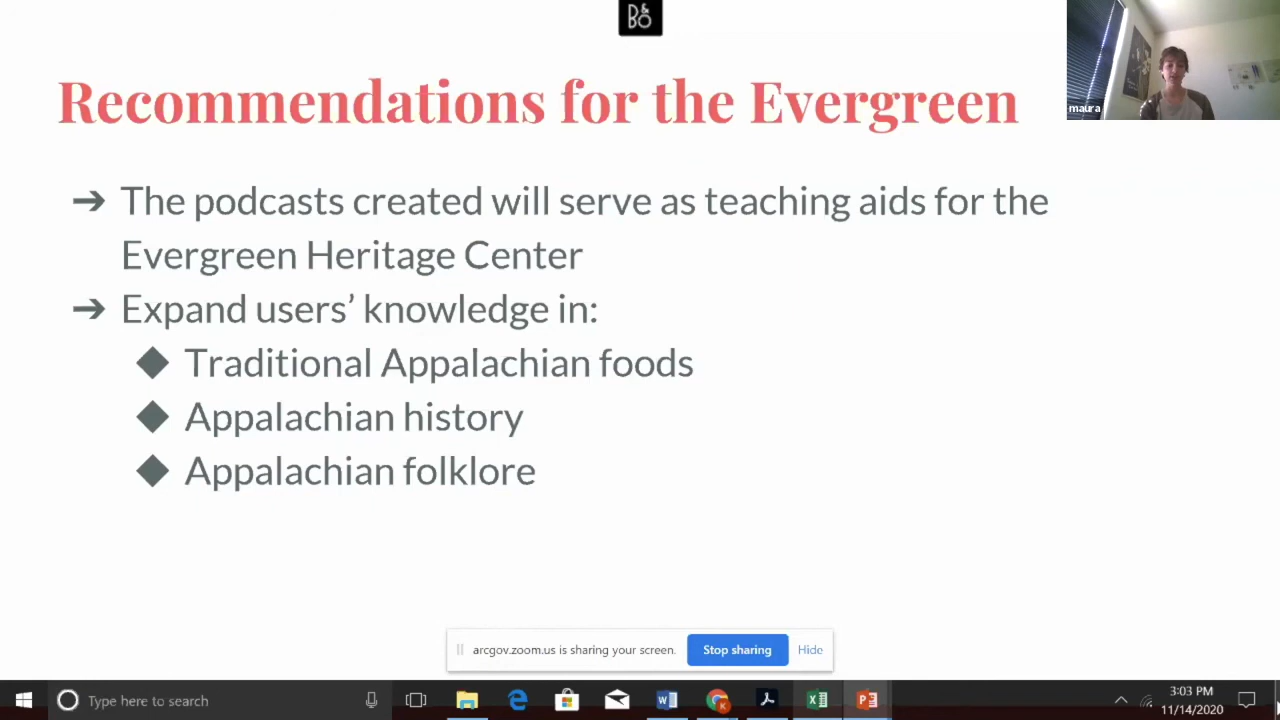 B&O
Recommendations for the Evergreen
maura
➔ The podcasts created will serve as teaching aids for the
Evergreen Heritage Center
➔ Expand users’ knowledge in:
◆ Traditional Appalachian foods
◆ Appalachian history
◆ Appalachian folklore
arcgov.zoom.us is sharing your screen.
Stop sharing
Hide
Type here to search
3:03 PM
11/14/2020